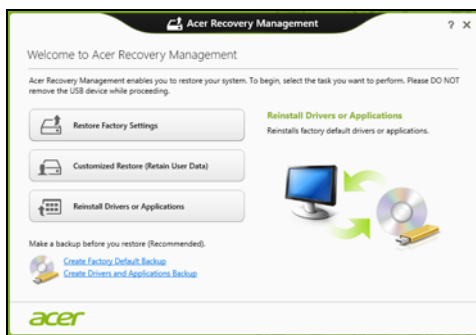 Acer Recovery Management
? X
Welcome to Acer Recovery Management
Acer Recovery Management enables you to restore your system. To begin, select the task you want to perform. Please DO NOT
remove the USB device while proceeding.
Restore Factory Settings
Customized Restore (Retain User Data)
Reinstall Drivers or Applications
Reinstall Drivers or Applications
Reinstalls factory default drivers or applications.
Make a backup before you restore (Recommended).
Create Factory Default Backup
Create Drivers and Applications Backup
acer